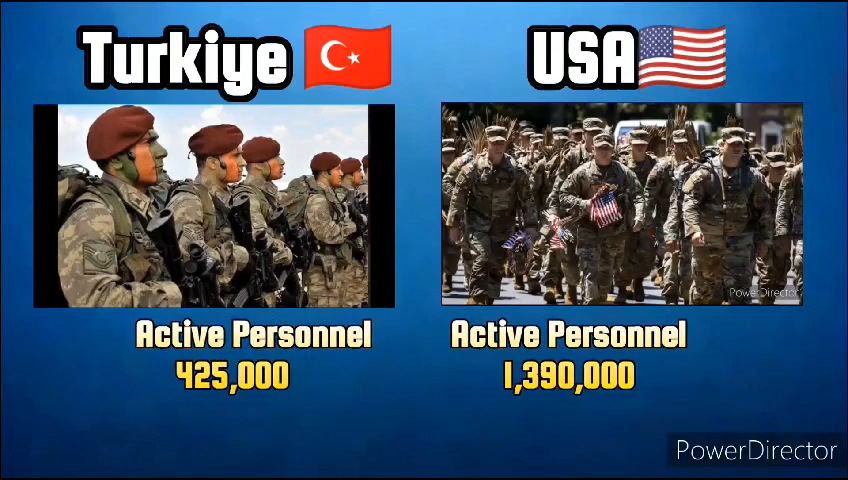 Turkiye
USA
PowerDirector
Active Personnel
425,000
Active Personnel
1,390,000
PowerDirector